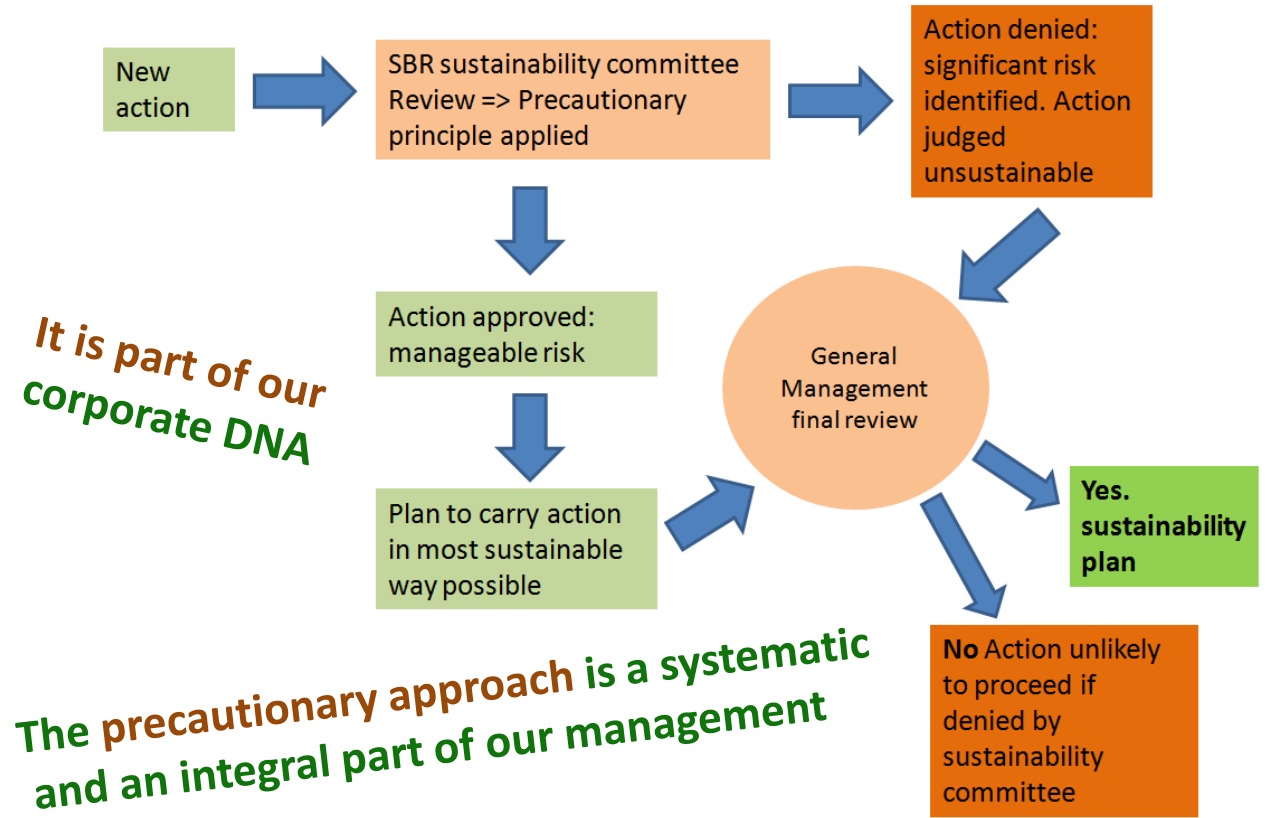 New
action
SBR sustainability committee
Review => Precautionary
principle applied
Action denied:
significant risk
identified. Action
judged
unsustainable
Action approved:
manageable risk
Plan to carry action
in most sustainable
way possible
General
Management
final review
Yes.
sustainability
plan
No Action unlikely
to proceed if
denied by
sustainability
committee
It is part of our
corporate DNA
The precautionary approach is a systematic
and an integral part of our management